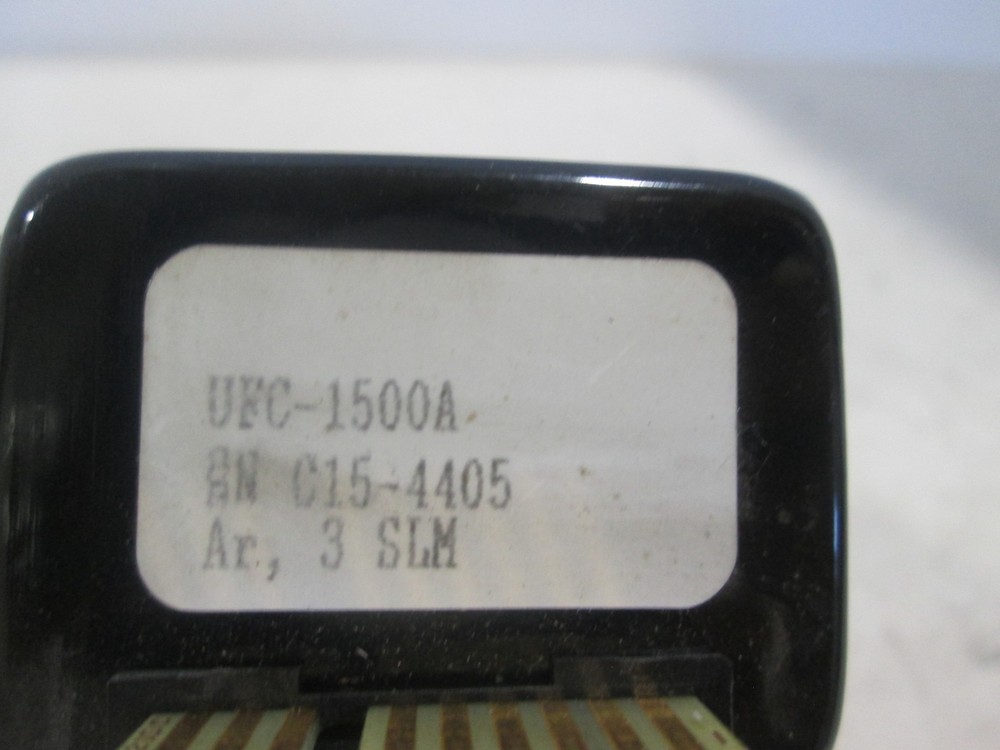 UFC-1500A
SN C15-4405
Ar, 3 SLM